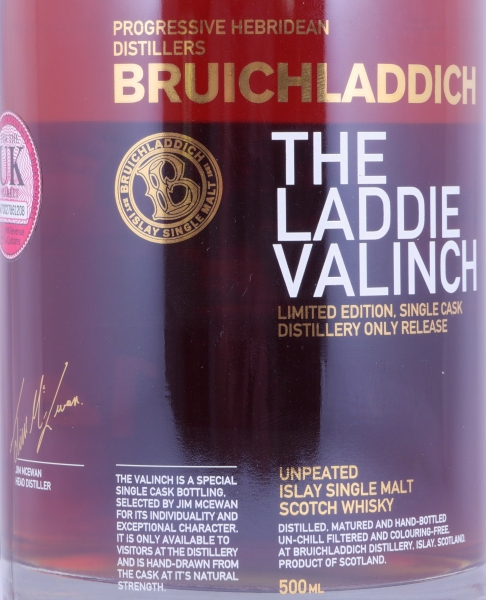 PROGRESSIVE HEBRIDEAN
DISTILLERS
BRUICHLADDICH
BRUICHLADDICH
ISLAY SINGLE MALT
B
UK
THE
LADDIE
VALINCH
LIMITED EDITION, SINGLE CASK
DISTILLERY ONLY RELEASE
Jim McEwan.
JIM MCEWAN
HEAD DISTILLER
THE VALINCH IS A SPECIAL
SINGLE CASK BOTTLING,
SELECTED BY JIM MCEWAN
FOR ITS INDIVIDUALITY AND
EXCEPTIONAL CHARACTER.
IT IS ONLY AVAILABLE TO
VISITORS AT THE DISTILLERY
AND IS HAND-DRAWN FROM
THE CASK AT IT'S NATURAL
STRENGTH.
UNPEATED
ISLAY SINGLE MALT
SCOTCH WHISKY
DISTILLED, MATURED AND HAND-BOTTLED
UN-CHILL FILTERED AND COLOURING-FREE,
AT BRUICHLADDICH DISTILLERY, ISLAY, SCOTLAND.
PRODUCT OF SCOTLAND.
500ML